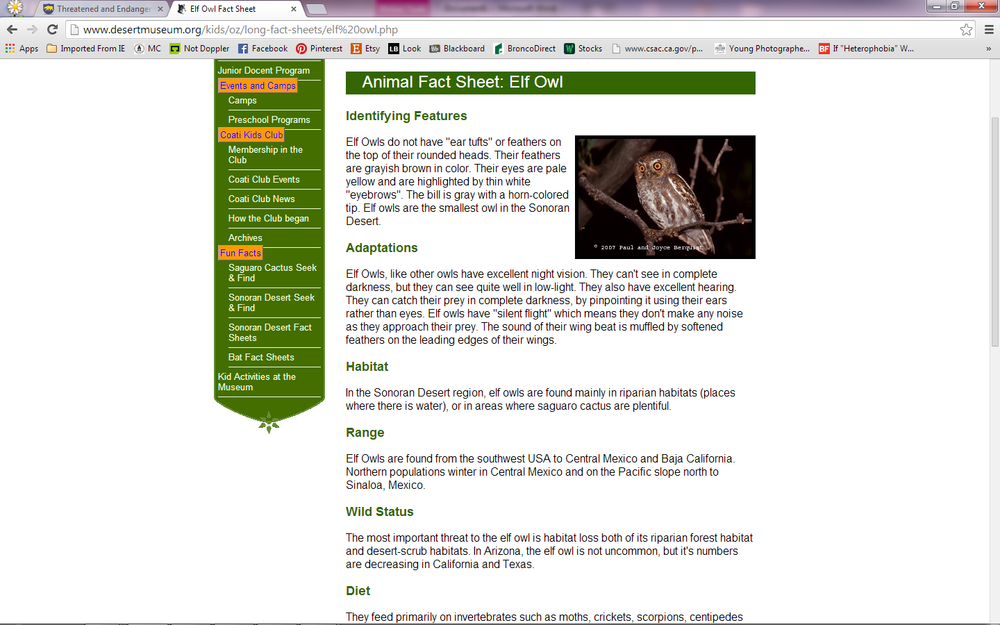 Threatened and Endanger
Elf Owl Fact Sheet
www.desertmuseum.org/kids/oz/long-fact-sheets/elf%20owl.php
Apps
Imported From IE
MC
Not Doppler
Facebook
Pinterest
Etsy
LB Look
Bb Blackboard
BroncoDirect
Stocks
www.csac.ca.gov/p...
Young Photographe...
BF If "Heterophobia" W...
»
Junior Docent Program
Events and Camps
Camps
Preschool Programs
Coati Kids Club
Membership in the
Club
Coati Club Events
Coati Club News
How the Club began
Archives
Fun Facts
Saguaro Cactus Seek
& Find
Sonoran Desert Seek
& Find
Sonoran Desert Fact
Sheets
Bat Fact Sheets
Kid Activities at the
Museum
Animal Fact Sheet: Elf Owl
Identifying Features
Elf Owls do not have "ear tufts" or feathers on
the top of their rounded heads. Their feathers
are grayish brown in color. Their eyes are pale
yellow and are highlighted by thin white
"eyebrows". The bill is gray with a horn-colored
tip. Elf owls are the smallest owl in the Sonoran
Desert.
© 2007 Paul and Joyce Berquist
Adaptations
Elf Owls, like other owls have excellent night vision. They can't see in complete
darkness, but they can see quite well in low-light. They also have excellent hearing.
They can catch their prey in complete darkness, by pinpointing it using their ears
rather than eyes. Elf owls have "silent flight" which means they don't make any noise
as they approach their prey. The sound of their wing beat is muffled by softened
feathers on the leading edges of their wings.
Habitat
In the Sonoran Desert region, elf owls are found mainly in riparian habitats (places
where there is water), or in areas where saguaro cactus are plentiful.
Range
Elf Owls are found from the southwest USA to Central Mexico and Baja California.
Northern populations winter in Central Mexico and on the Pacific slope north to
Sinaloa, Mexico.
Wild Status
The most important threat to the elf owl is habitat loss both of its riparian forest habitat
and desert-scrub habitats. In Arizona, the elf owl is not uncommon, but it's numbers
are decreasing in California and Texas.
Diet
They feed primarily on invertebrates such as moths, crickets, scorpions, centipedes